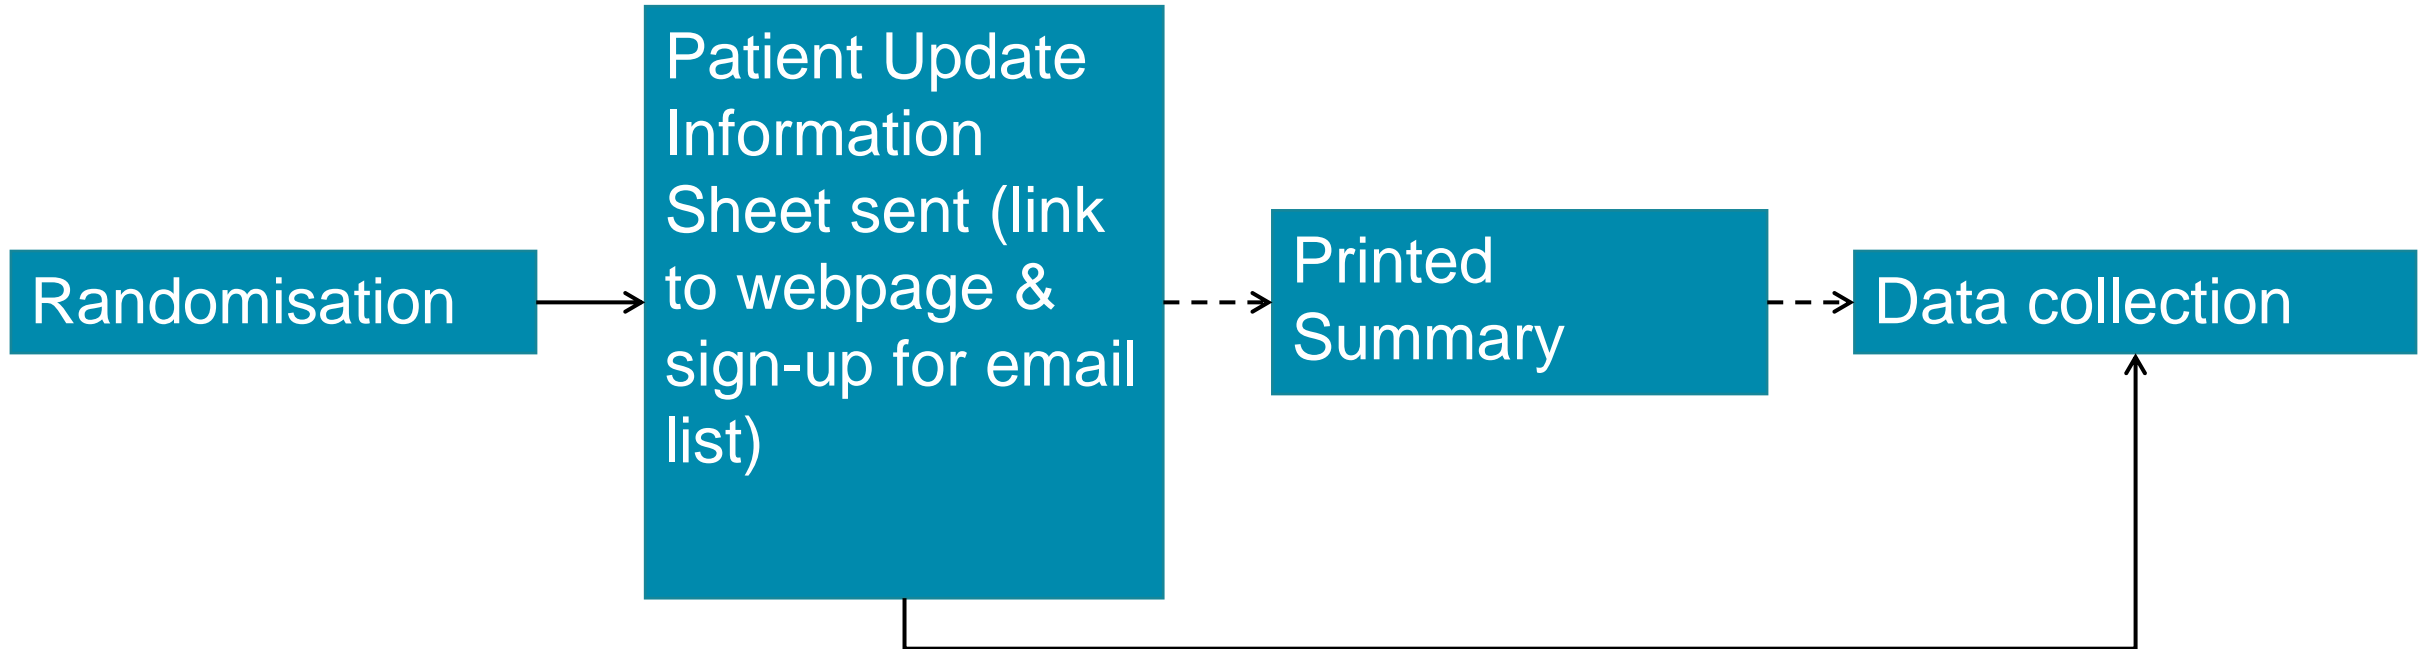 Randomisation
Patient Update
Information
Sheet sent (link
to webpage &
sign-up for email
list)
Printed
Summary
Data collection